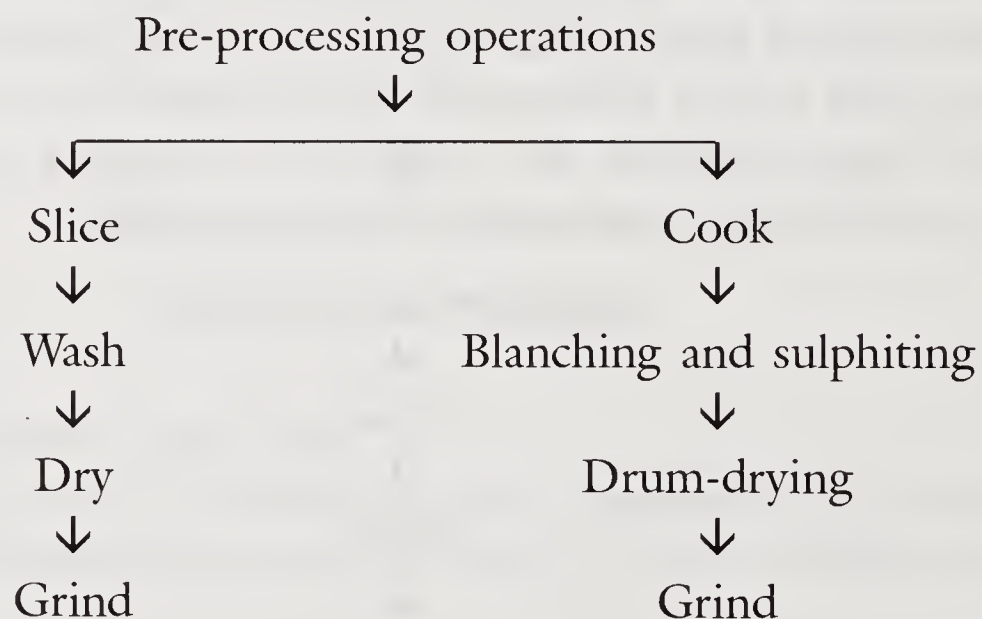 Pre-processing operations
Slice Cook
Wash Blanching and sulphiting
Dry Drum-drying
Grind Grind